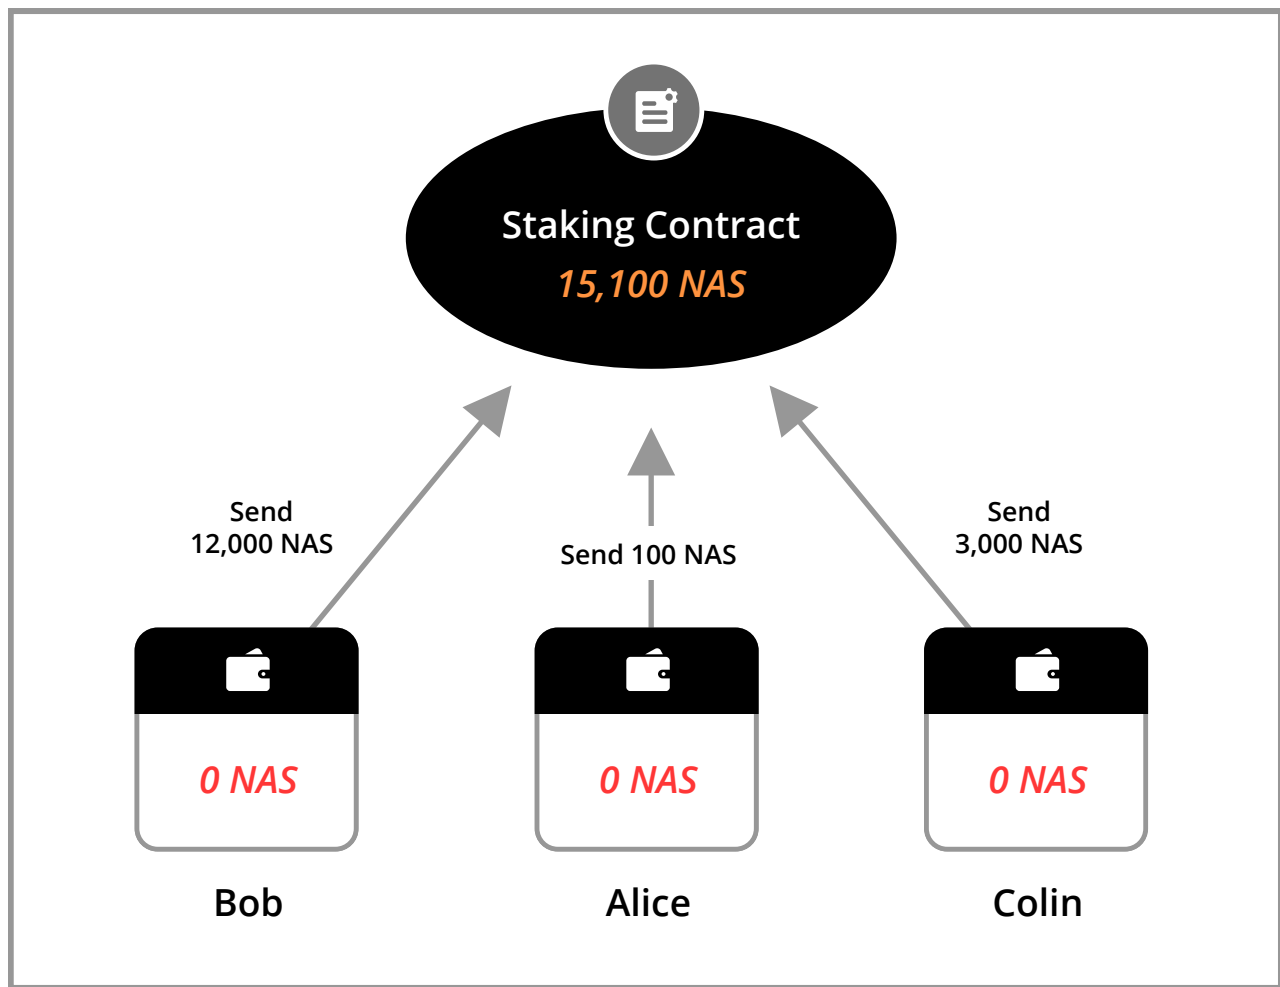 Staking Contract
15,100 NAS
Send
12,000 NAS
Send 100 NAS
Send
3,000 NAS
0 NAS
0 NAS
0 NAS
Bob
Alice
Colin